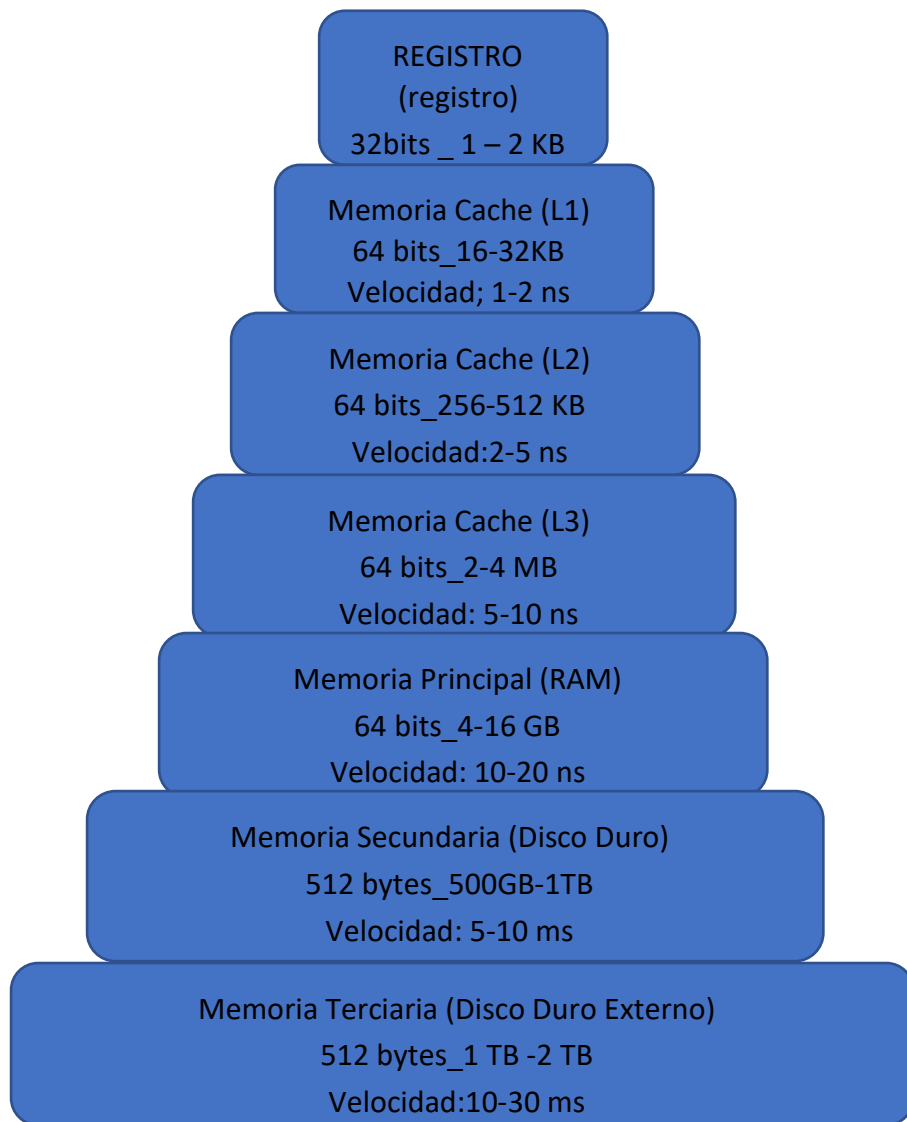 REGISTRO
(registro)
32bits _ 1 – 2 KB
Memoria Cache (L1)
64 bits_16-32KB
Velocidad; 1-2 ns
Memoria Cache (L2)
64 bits_256-512 KB
Velocidad:2-5 ns
Memoria Cache (L3)
64 bits_2-4 MB
Velocidad: 5-10 ns
Memoria Principal (RAM)
64 bits_4-16 GB
Velocidad: 10-20 ns
Memoria Secundaria (Disco Duro)
512 bytes_500GB-1TB
Velocidad: 5-10 ms
Memoria Terciaria (Disco Duro Externo)
512 bytes_1 TB -2 TB
Velocidad:10-30 ms